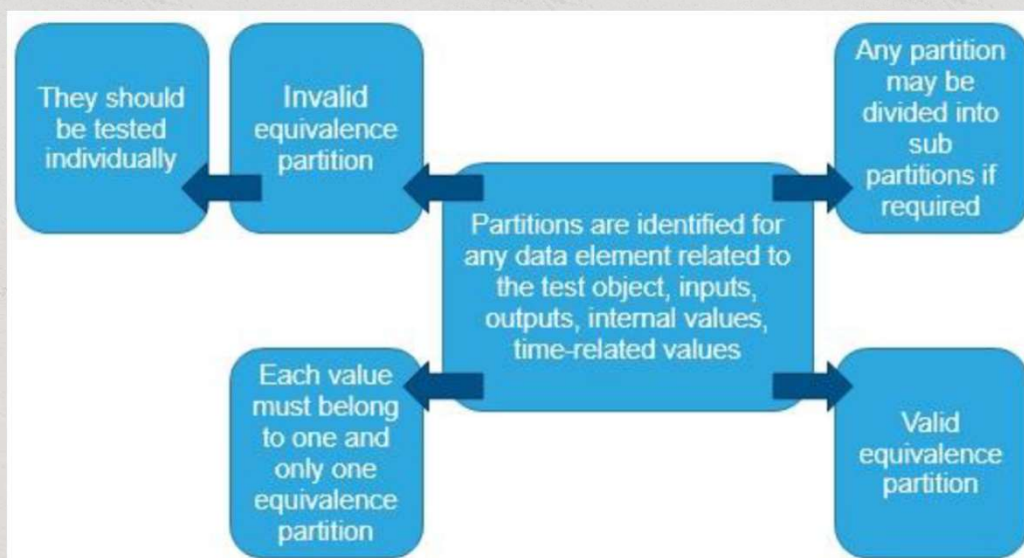 They should
be tested
individually
Invalid
equivalence
partition
Any partition
may be
divided into
sub
partitions if
required
Partitions are identified for
any data element related to
the test object, inputs,
outputs, internal values,
time-related values
Each value
must belong
to one and
only one
equivalence
partition
Valid
equivalence
partition